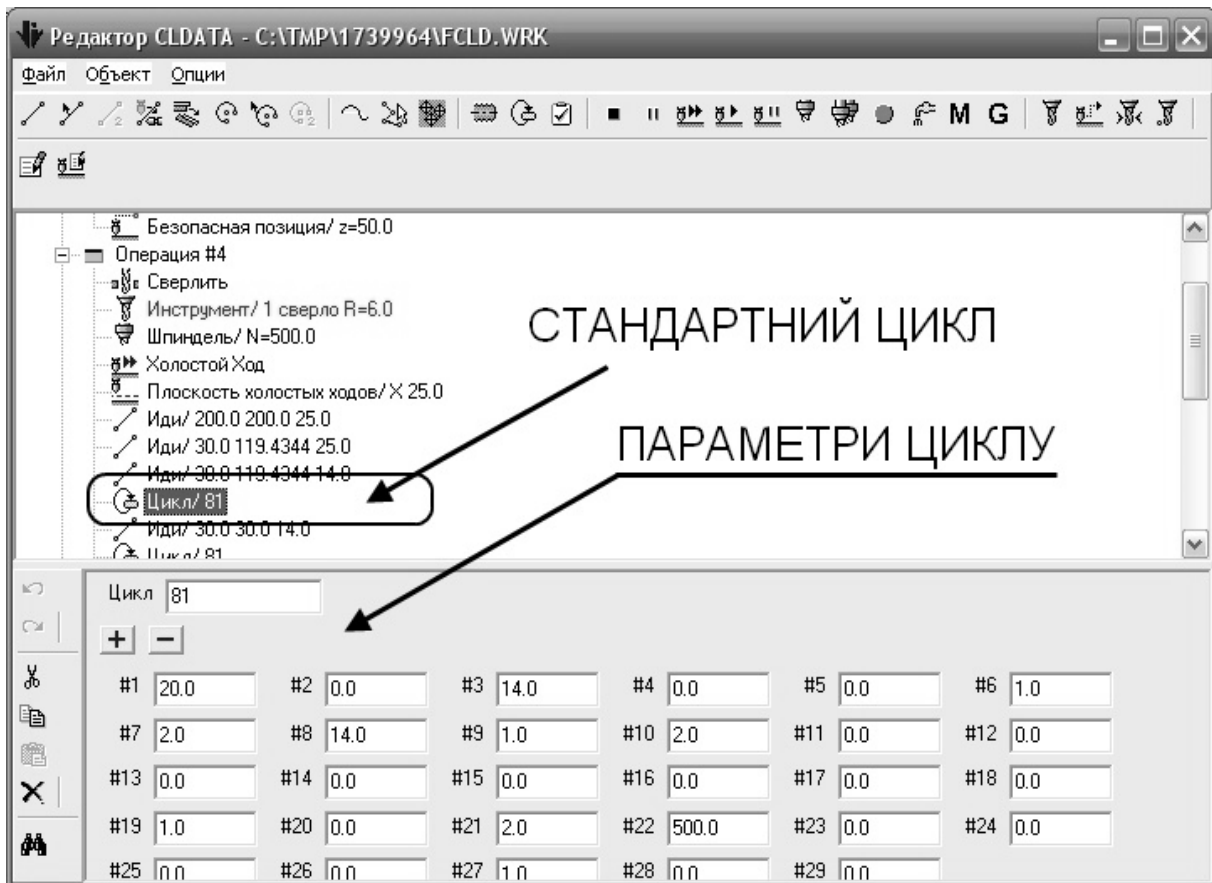 Редактор CLDATA - C:\TMP\1739964\FCLD.WRK
Файл Объект Опции
M G
Безопасная позиция/ z=50.0
Операция #4
Сверлить
Инструмент/ 1 сверло R=6.0
Шпиндель/ N=500.0
Холостой Ход
Плоскость холостых ходов/ X 25.0
Иди/ 200.0 200.0 25.0
Иди/ 30.0 119.4344 25.0
Иди/ 30.0 119.4344 14.0
Цикл/ 81
Иди/ 30.0 30.0 14.0
Цикл/ 81
СТАНДАРТНИЙ ЦИКЛ
ПАРАМЕТРИ ЦИКЛУ
Цикл 81
+ −
#1 20.0 #2 0.0 #3 14.0 #4 0.0 #5 0.0 #6 1.0
#7 2.0 #8 14.0 #9 1.0 #10 2.0 #11 0.0 #12 0.0
#13 0.0 #14 0.0 #15 0.0 #16 0.0 #17 0.0 #18 0.0
#19 1.0 #20 0.0 #21 2.0 #22 500.0 #23 0.0 #24 0.0
#25 0.0 #26 0.0 #27 1.0 #28 0.0 #29 0.0